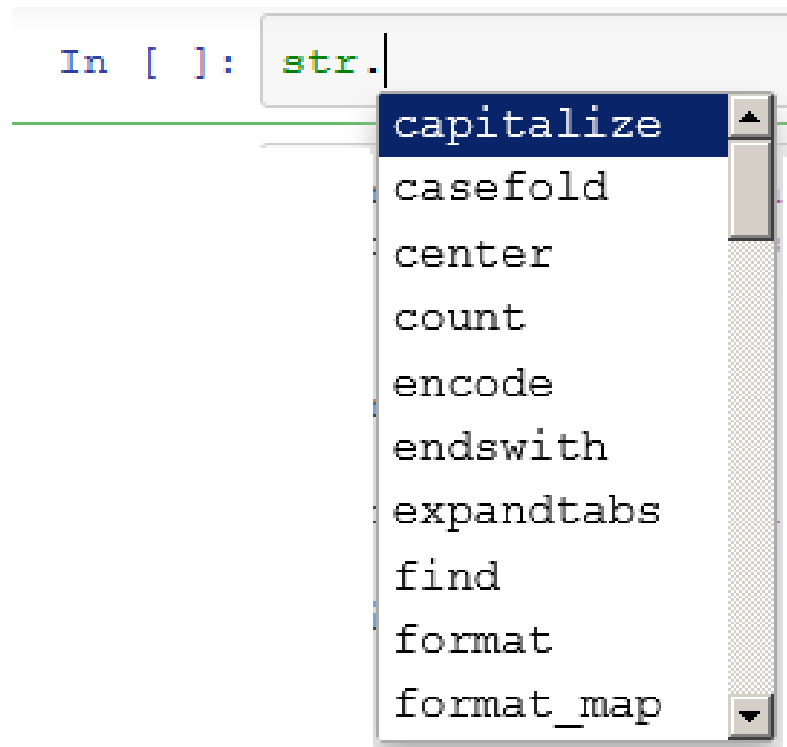 In [ ]: str.
capitalize
casefold
center
count
encode
endswith
expandtabs
find
format
format_map